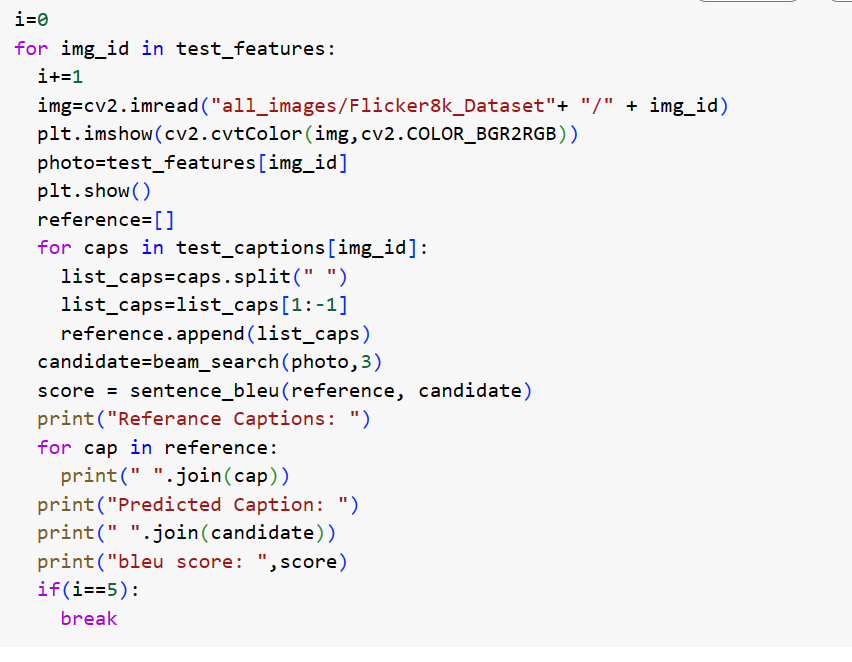 i=0
for img_id in test_features:
  i+=1
  img=cv2.imread("all_images/Flicker8k_Dataset"+ "/" + img_id)
  plt.imshow(cv2.cvtColor(img,cv2.COLOR_BGR2RGB))
  photo=test_features[img_id]
  plt.show()
  reference=[]
  for caps in test_captions[img_id]:
    list_caps=caps.split(" ")
    list_caps=list_caps[1:-1]
    reference.append(list_caps)
  candidate=beam_search(photo,3)
  score = sentence_bleu(reference, candidate)
  print("Referance Captions: ")
  for cap in reference:
    print(" ".join(cap))
  print("Predicted Caption: ")
  print(" ".join(candidate))
  print("bleu score: ",score)
  if(i==5):
    break